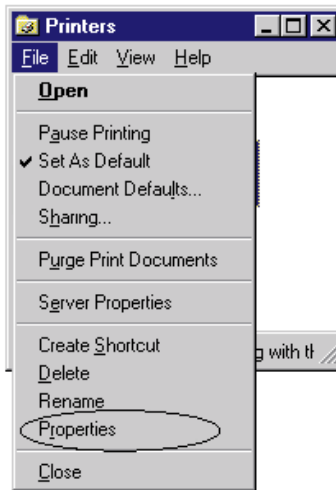 Printers
File Edit View Help
Open
Pause Printing
Set As Default
Document Defaults...
Sharing...
Purge Print Documents
Server Properties
Create Shortcut
Delete
Rename
Properties
Close
g with th